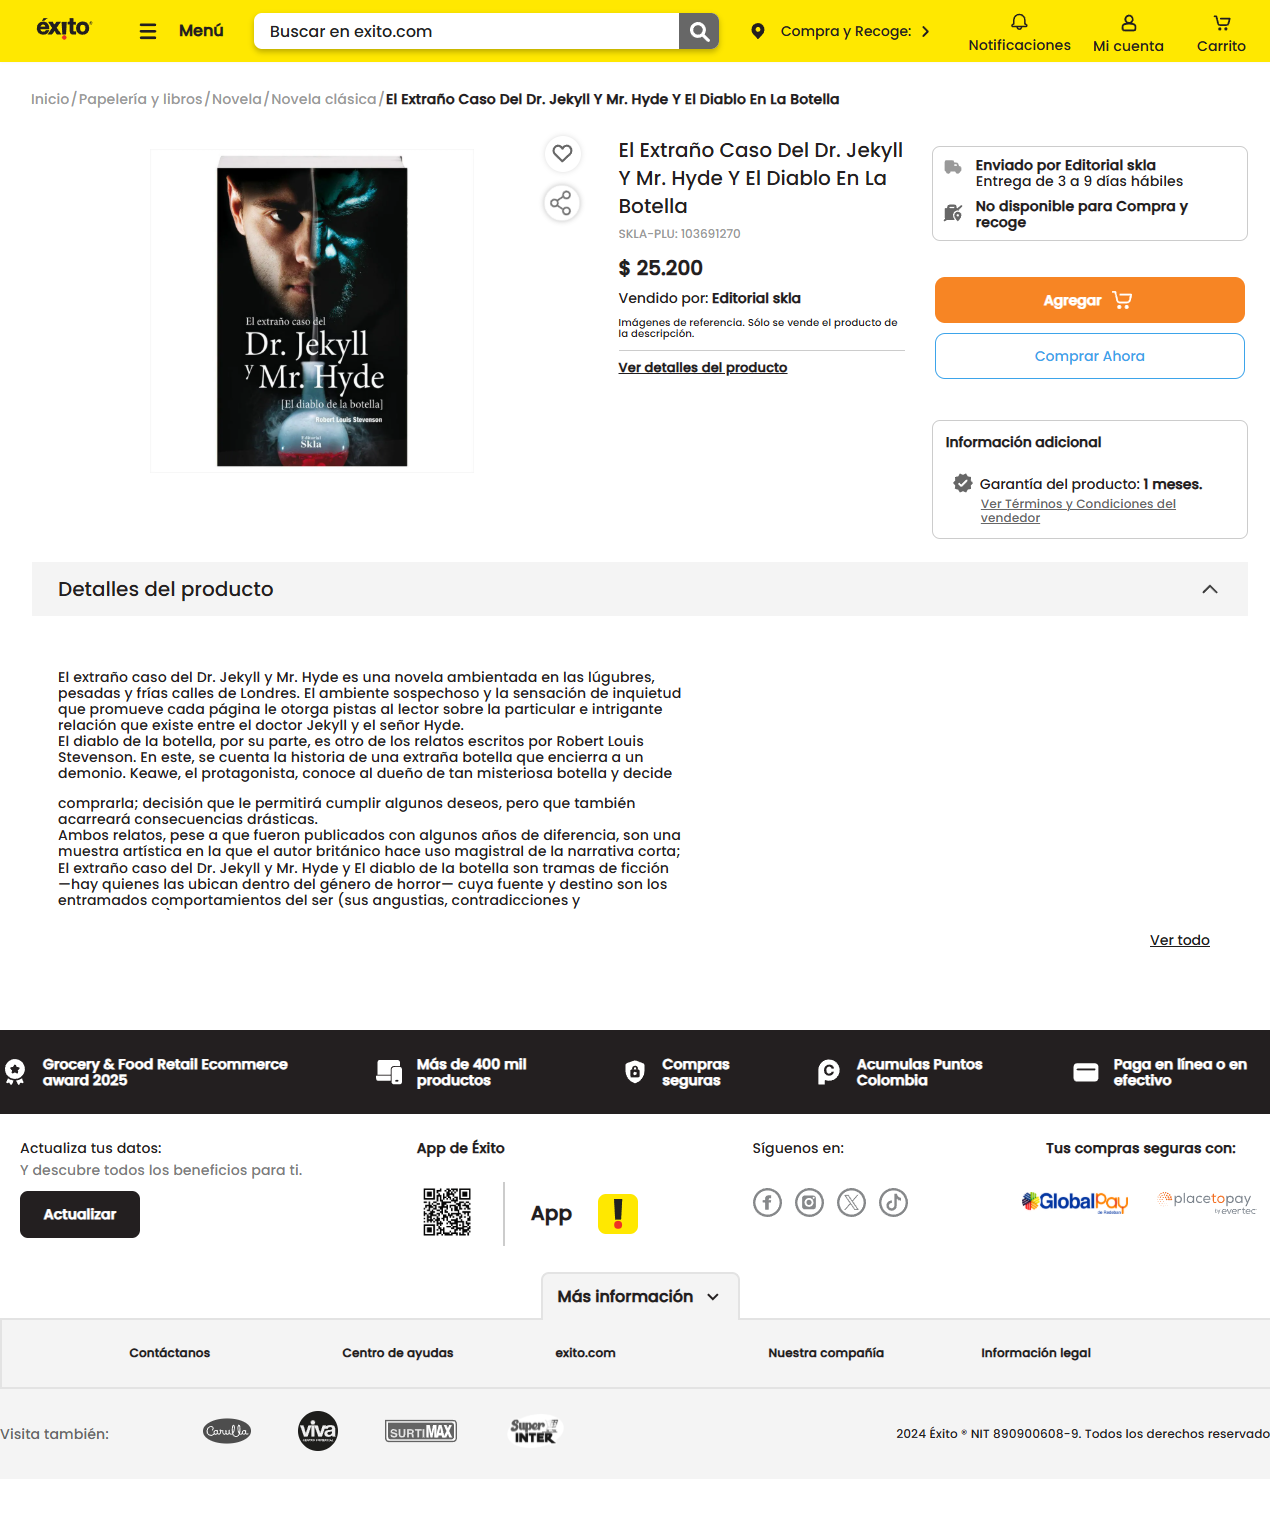 éxito
Menú
Buscar en exito.com
Compra y Recoge:
Notificaciones
Mi cuenta
Carrito
Inicio/Papelería y libros/Novela/Novela clásica/El Extraño Caso Del Dr. Jekyll Y Mr. Hyde Y El Diablo En La Botella
El extraño caso del
Dr. Jekyll
y Mr. Hyde
[El diablo de la botella]
Robert Louis Stevenson
Editorial
Skla
El Extraño Caso Del Dr. Jekyll
Y Mr. Hyde Y El Diablo En La
Botella
SKLA-PLU: 103691270
$ 25.200
Vendido por: Editorial skla
Imágenes de referencia. Sólo se vende el producto de
la descripción.
Ver detalles del producto
Enviado por Editorial skla
Entrega de 3 a 9 días hábiles
No disponible para Compra y
recoge
Agregar
Comprar Ahora
Información adicional
Garantía del producto: 1 meses.
Ver Términos y Condiciones del
vendedor
Detalles del producto
El extraño caso del Dr. Jekyll y Mr. Hyde es una novela ambientada en las lúgubres,
pesadas y frías calles de Londres. El ambiente sospechoso y la sensación de inquietud
que promueve cada página le otorga pistas al lector sobre la particular e intrigante
relación que existe entre el doctor Jekyll y el señor Hyde.
El diablo de la botella, por su parte, es otro de los relatos escritos por Robert Louis
Stevenson. En este, se cuenta la historia de una extraña botella que encierra a un
demonio. Keawe, el protagonista, conoce al dueño de tan misteriosa botella y decide
comprarla; decisión que le permitirá cumplir algunos deseos, pero que también
acarreará consecuencias drásticas.
Ambos relatos, pese a que fueron publicados con algunos años de diferencia, son una
muestra artística en la que el autor británico hace uso magistral de la narrativa corta;
El extraño caso del Dr. Jekyll y Mr. Hyde y El diablo de la botella son tramas de ficción
—hay quienes las ubican dentro del género de horror— cuya fuente y destino son los
entramados comportamientos del ser (sus angustias, contradicciones y
Ver todo
Grocery & Food Retail Ecommerce
award 2025
Más de 400 mil
productos
Compras
seguras
Acumulas Puntos
Colombia
Paga en línea o en
efectivo
Actualiza tus datos:
Y descubre todos los beneficios para ti.
Actualizar
App de Éxito
App
Síguenos en:
Tus compras seguras con:
GlobalPay
de Redeban
placetopay
by evertec
Más información
Contáctanos
Centro de ayudas
exito.com
Nuestra compañía
Información legal
Visita también:
Carulla
viva
SURTIMAX
Super
INTER
2024 Éxito ® NIT 890900608-9. Todos los derechos reservado